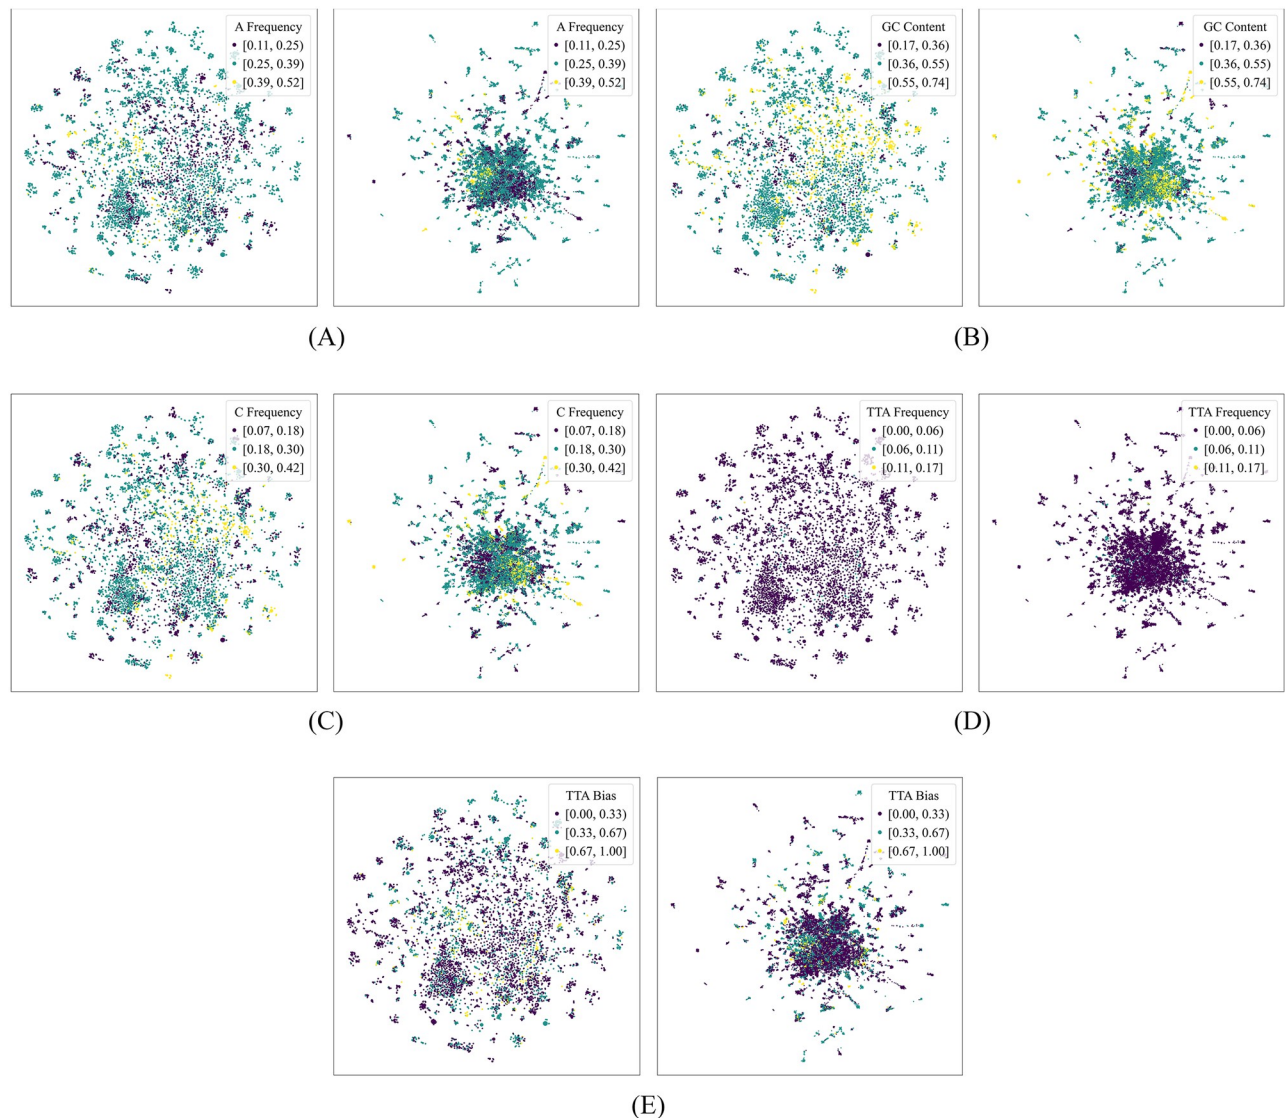 A Frequency
[0.11, 0.25)
[0.25, 0.39)
[0.39, 0.52]
A Frequency
[0.11, 0.25)
[0.25, 0.39)
[0.39, 0.52]
(A)
GC Content
[0.17, 0.36)
[0.36, 0.55)
[0.55, 0.74]
GC Content
[0.17, 0.36)
[0.36, 0.55)
[0.55, 0.74]
(B)
C Frequency
[0.07, 0.18)
[0.18, 0.30)
[0.30, 0.42]
C Frequency
[0.07, 0.18)
[0.18, 0.30)
[0.30, 0.42]
(C)
TTA Frequency
[0.00, 0.06)
[0.06, 0.11)
[0.11, 0.17]
TTA Frequency
[0.00, 0.06)
[0.06, 0.11)
[0.11, 0.17]
(D)
TTA Bias
[0.00, 0.33)
[0.33, 0.67)
[0.67, 1.00]
TTA Bias
[0.00, 0.33)
[0.33, 0.67)
[0.67, 1.00]
(E)